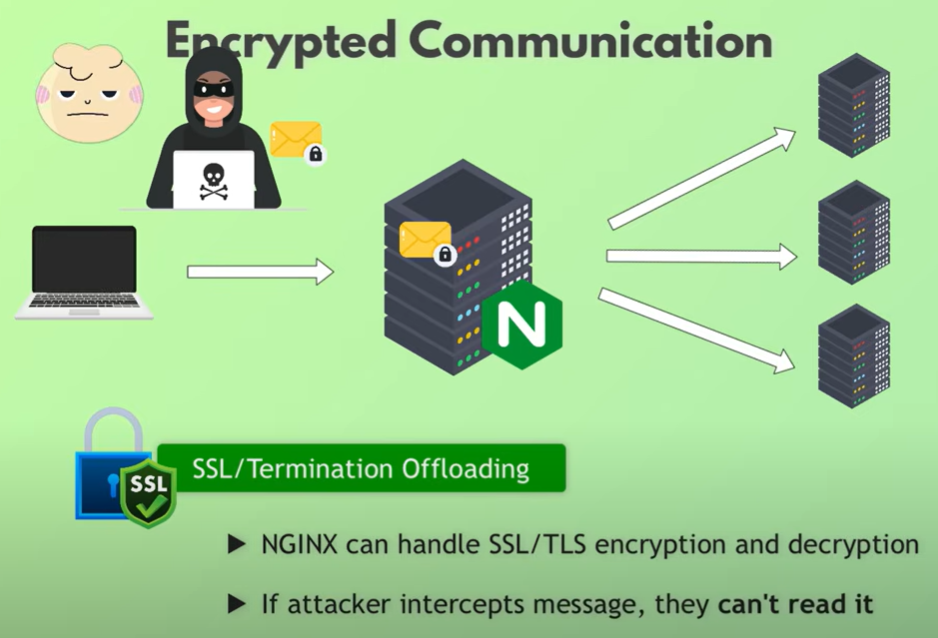 Encrypted Communication
N
SSL
SSL/Termination Offloading
NGINX can handle SSL/TLS encryption and decryption
If attacker intercepts message, they can't read it